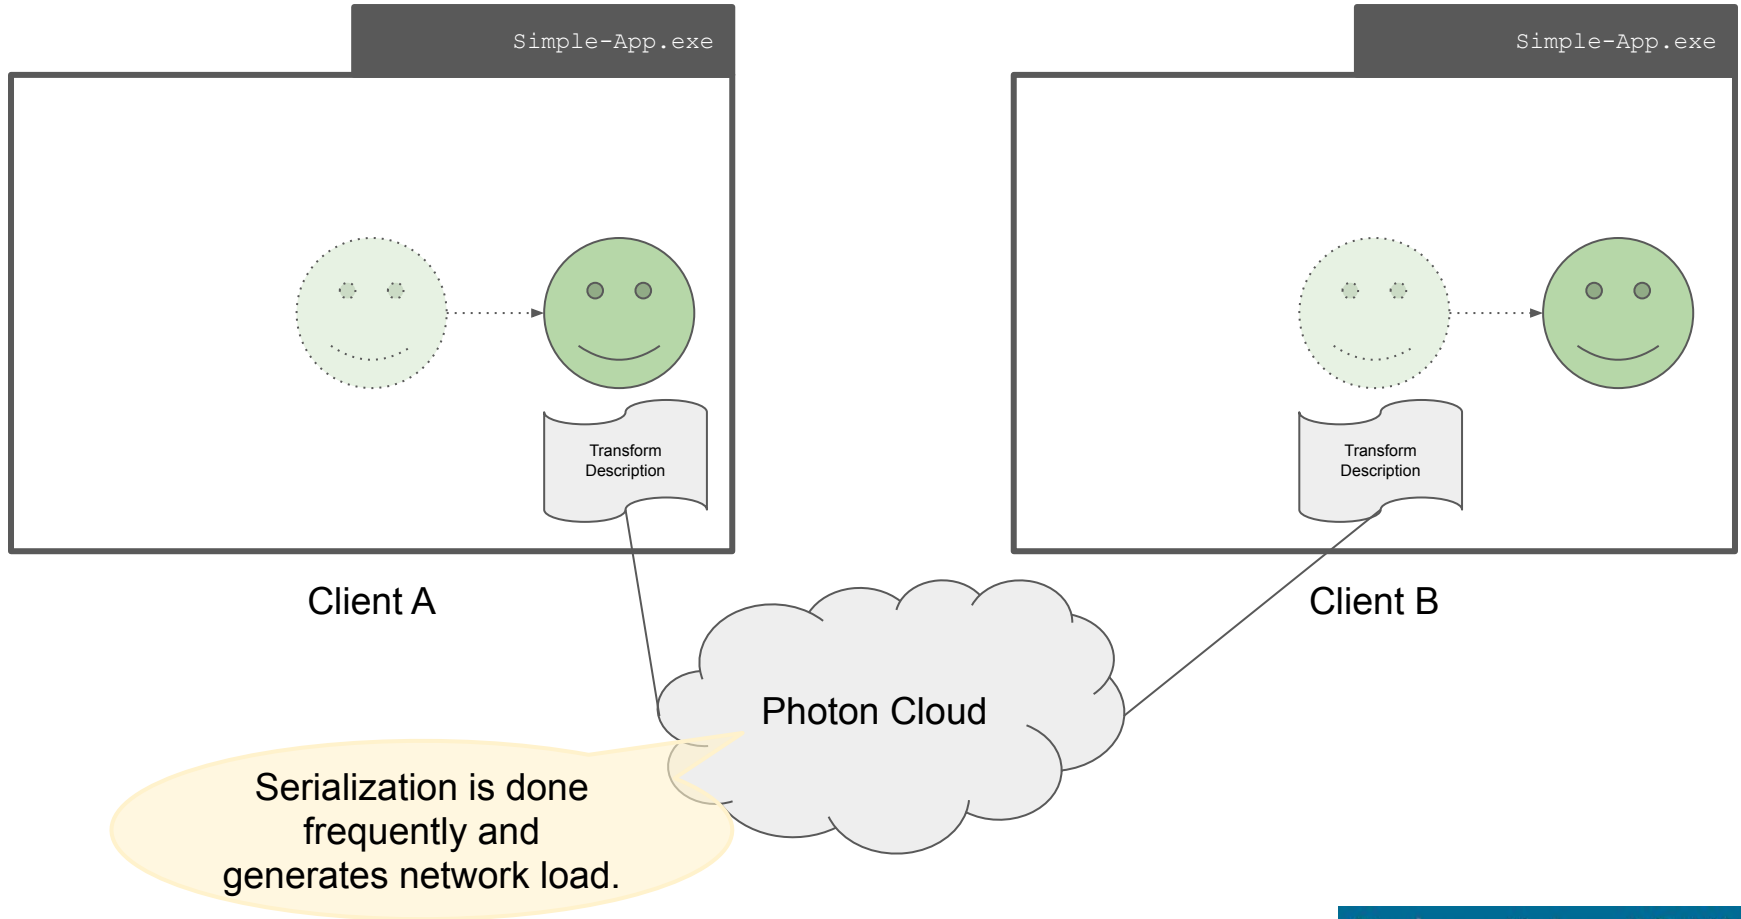 Simple-App.exe
Simple-App.exe
Transform
Description
Transform
Description
Client A
Client B
Photon Cloud
Serialization is done
frequently and
generates network load.